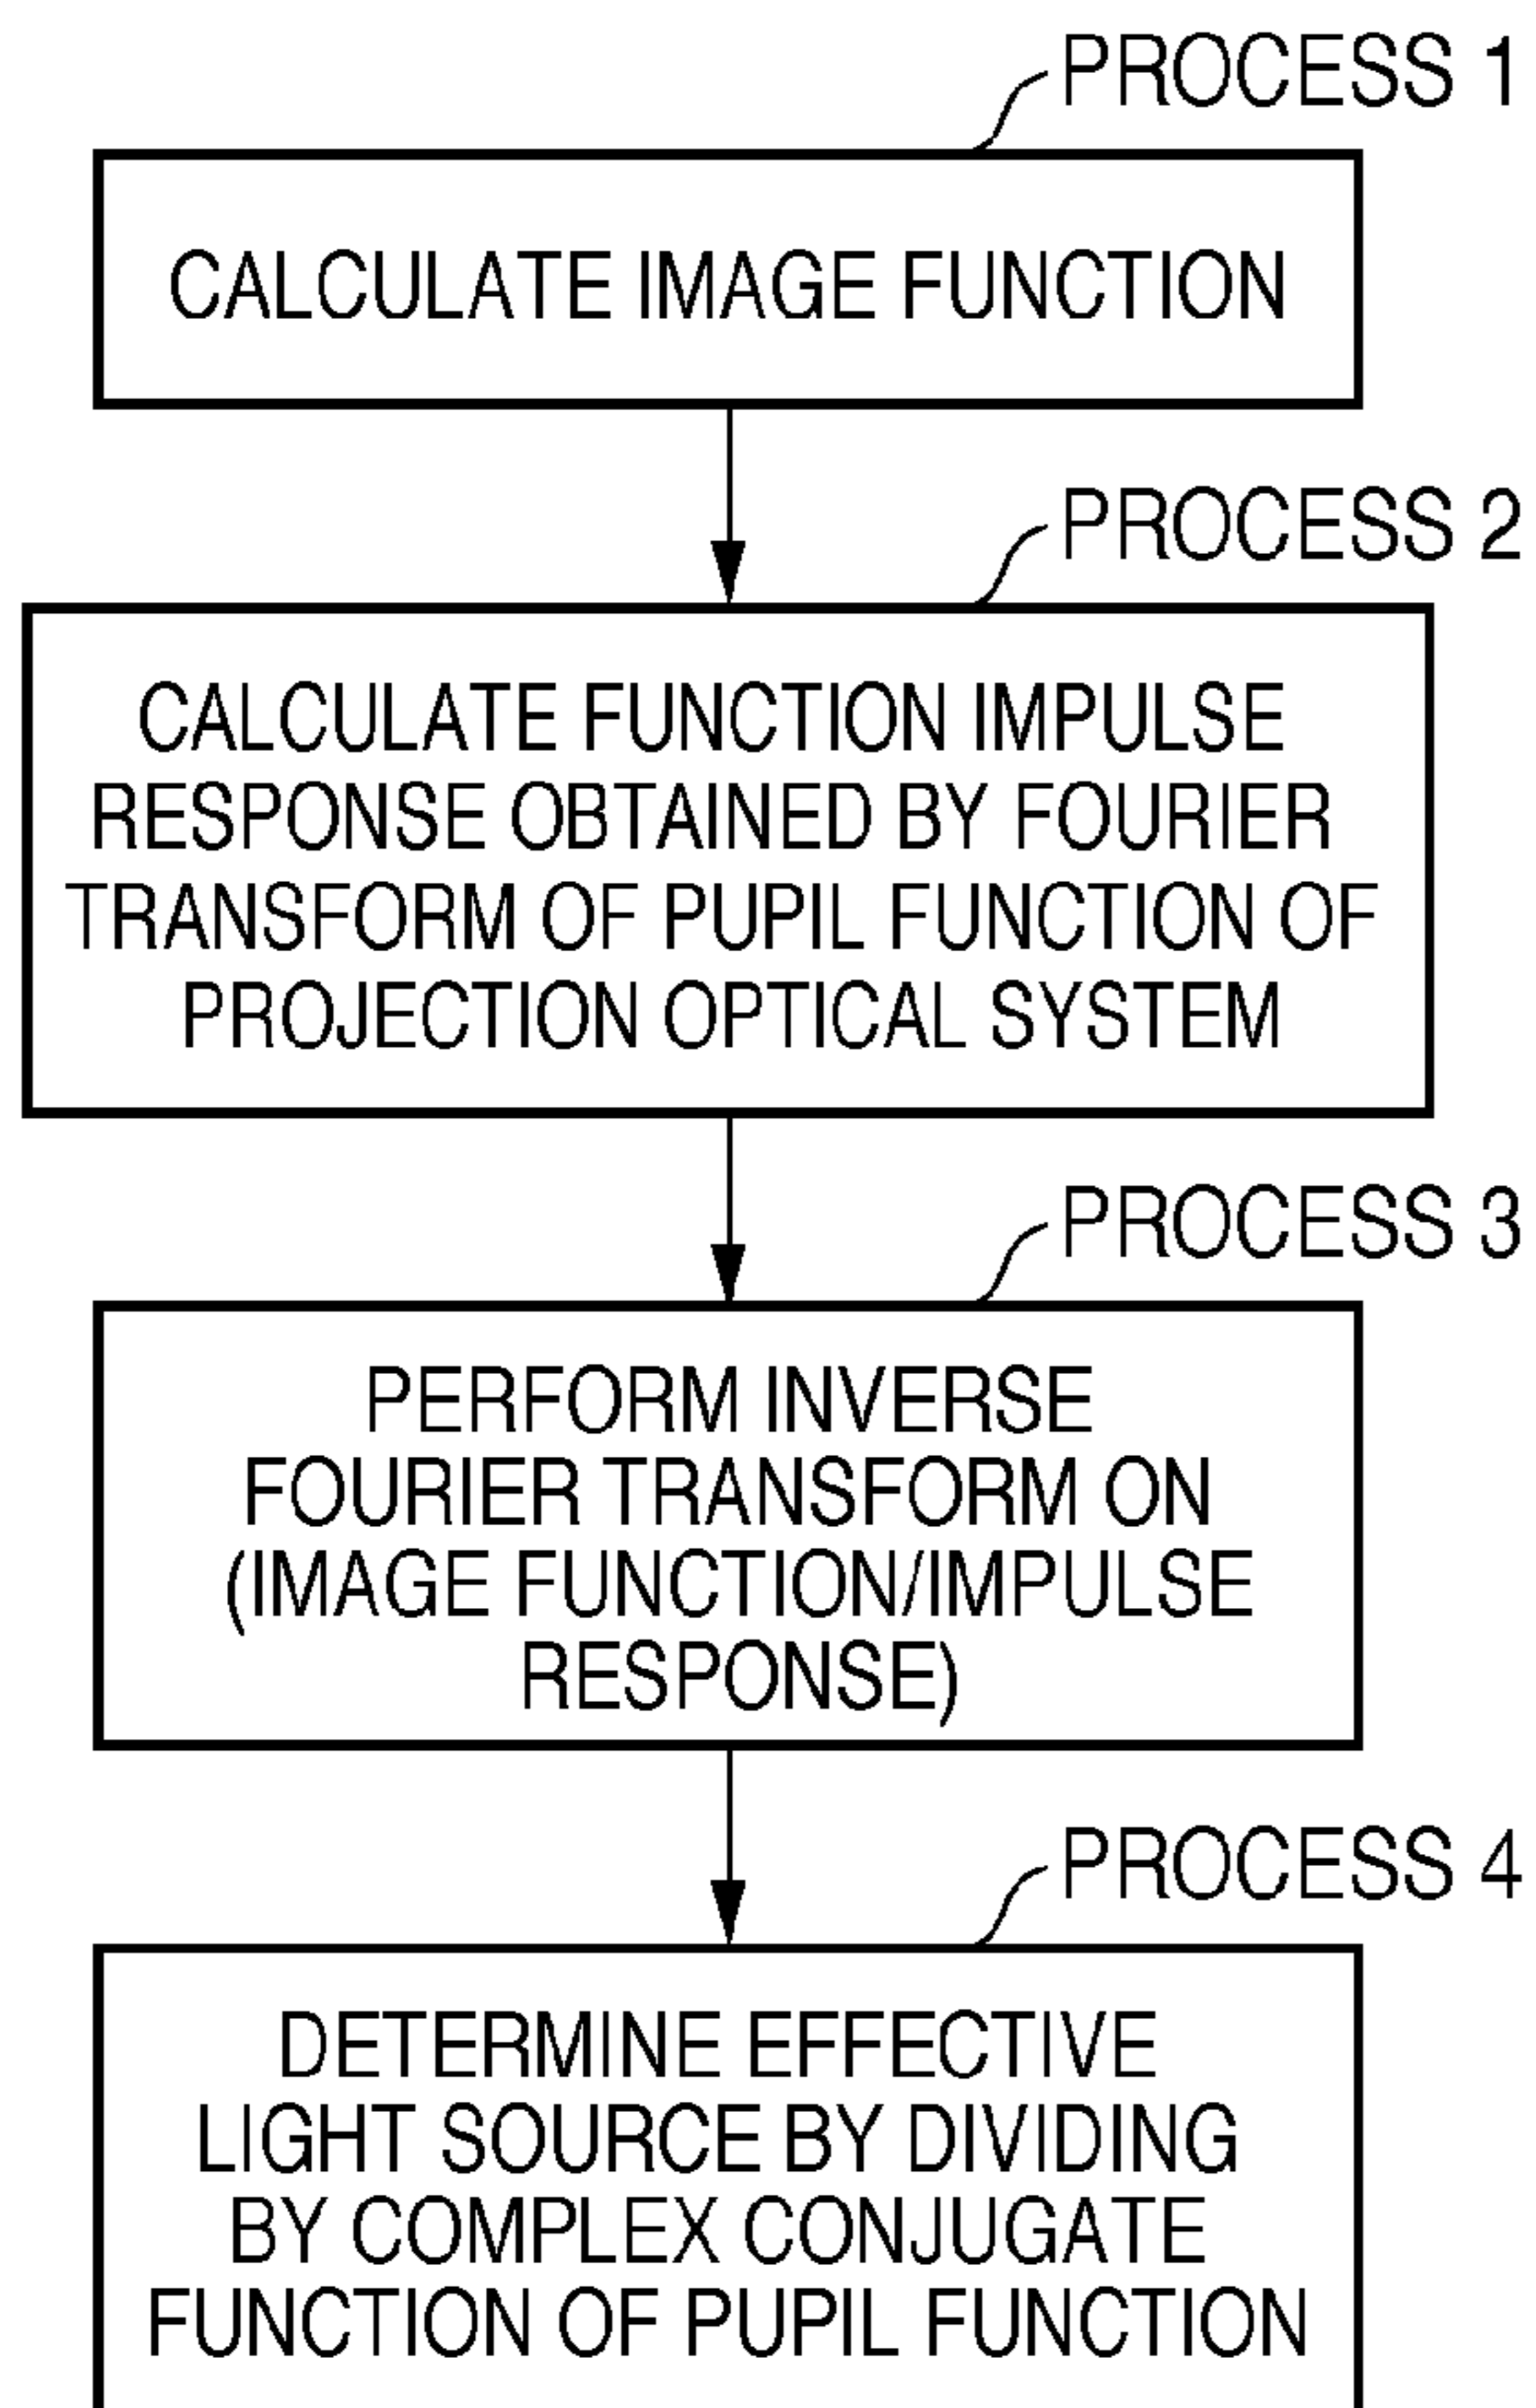 PROCESS 1
CALCULATE IMAGE FUNCTION
PROCESS 2
CALCULATE FUNCTION IMPULSE
RESPONSE OBTAINED BY FOURIER
TRANSFORM OF PUPIL FUNCTION OF
PROJECTION OPTICAL SYSTEM
PROCESS 3
PERFORM INVERSE
FOURIER TRANSFORM ON
(IMAGE FUNCTION/IMPULSE
RESPONSE)
PROCESS 4
DETERMINE EFFECTIVE
LIGHT SOURCE BY DIVIDING
BY COMPLEX CONJUGATE
FUNCTION OF PUPIL FUNCTION